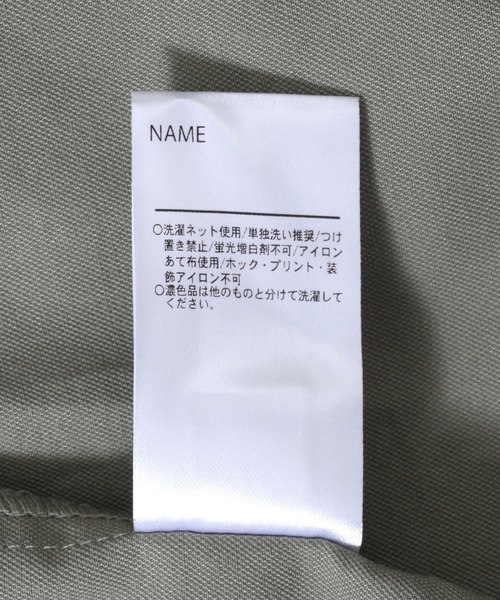 NAME
○洗濯ネット使用/単独洗い推奨/つけ
置き禁止/蛍光増白剤不可/アイロン
あて布使用/ホック・プリント・装
飾アイロン不可
○濃色品は他のものと分けて洗濯して
ください。